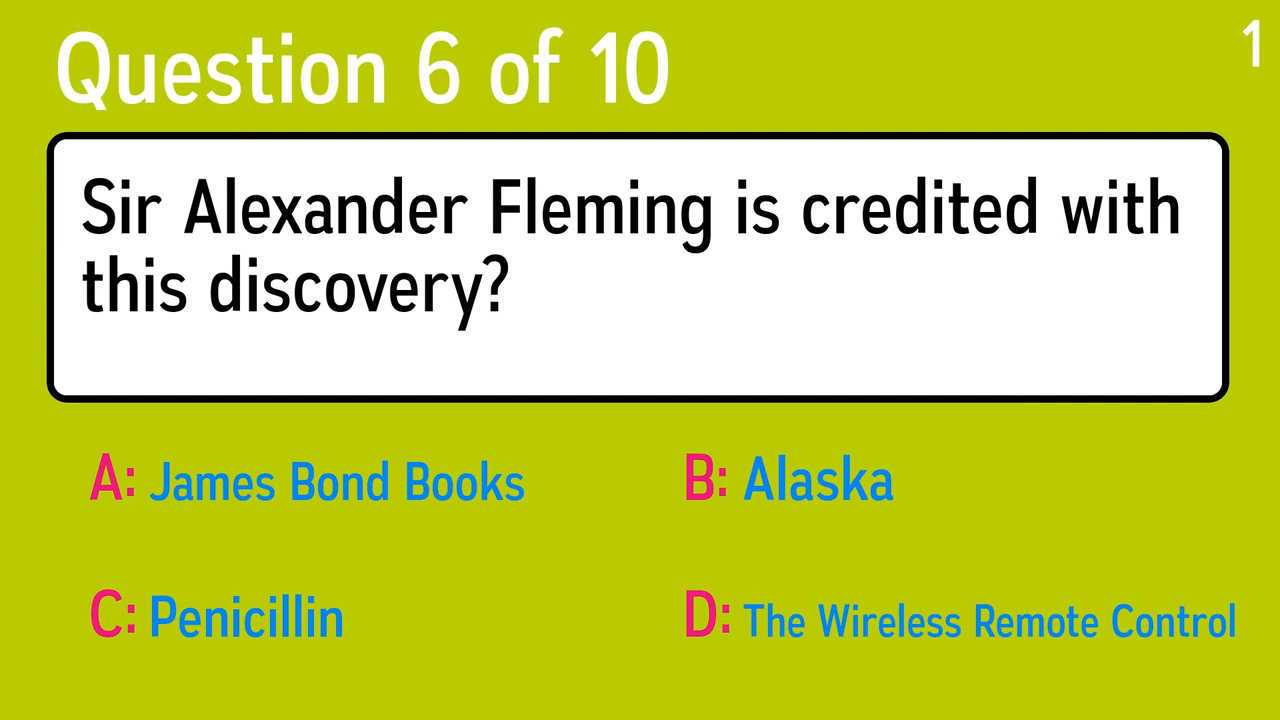 Question 6 of 10
1
Sir Alexander Fleming is credited with
this discovery?
A: James Bond Books
B: Alaska
C: Penicillin
D: The Wireless Remote Control